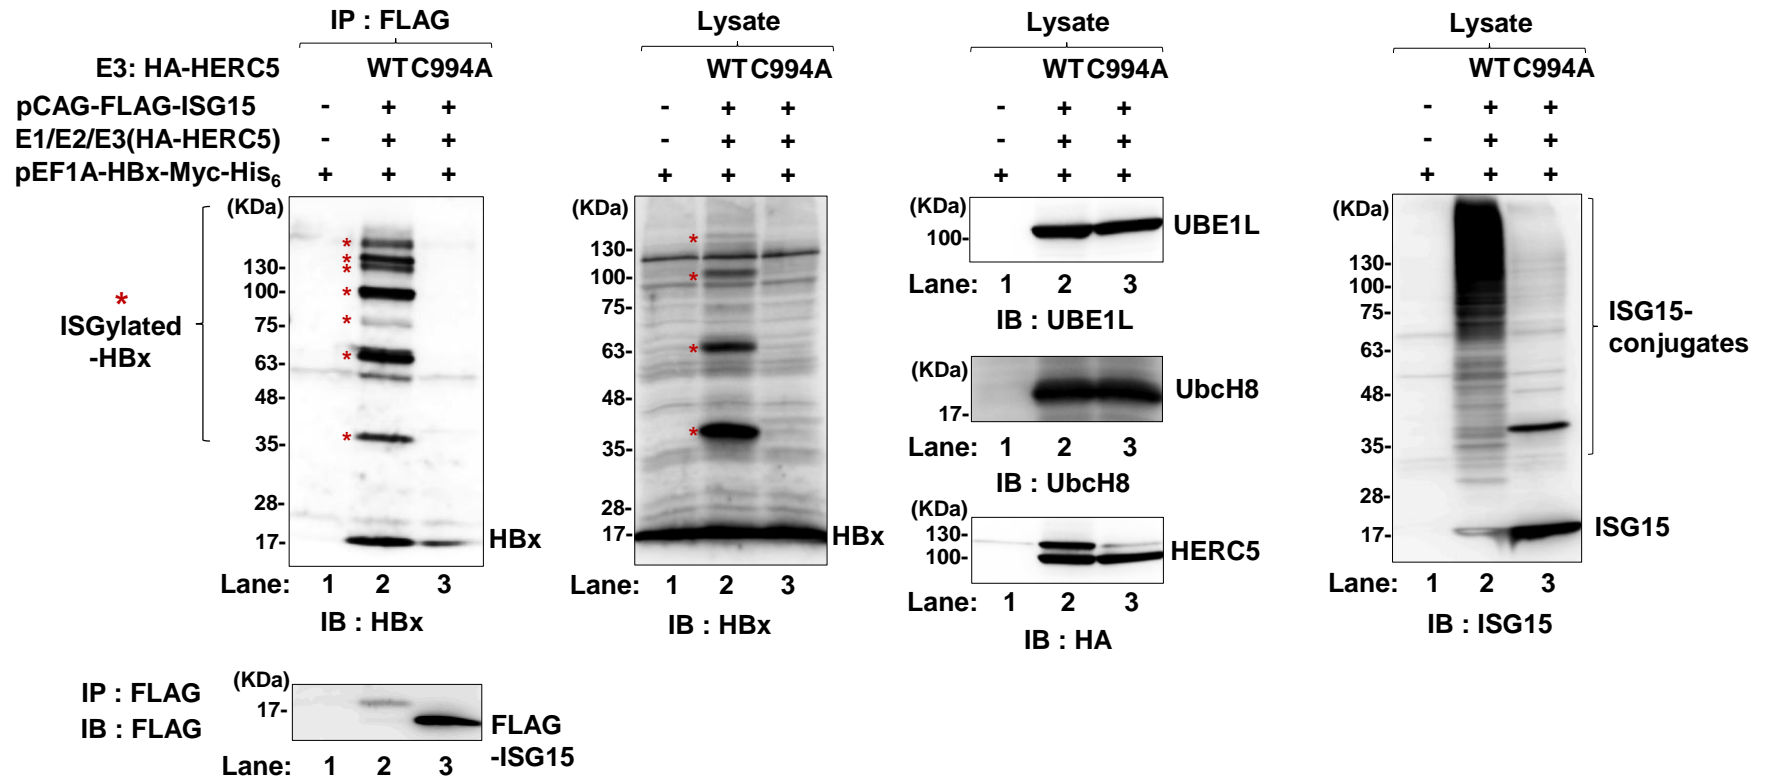 IP : FLAG
E3: HA-HERC5
WT C994A
pCAG-FLAG-ISG15 - + +
E1/E2/E3(HA-HERC5) - + +
pEF1A-HBx-Myc-His6 + + +
(KDa)
130-
100-
75-
63-
48-
35-
28-
17-
* * * * * * *
*
ISGylated
-HBx
HBx
Lane: 1 2 3
IB : HBx
IP : FLAG
IB : FLAG
(KDa)
17-
FLAG
-ISG15
Lane: 1 2 3
Lysate
WT C994A
- + +
- + +
+ + +
(KDa)
130-
100-
75-
63-
48-
35-
28-
17-
* * * *
HBx
Lane: 1 2 3
IB : HBx
Lysate
WT C994A
- + +
- + +
+ + +
(KDa)
100-
UBE1L
Lane: 1 2 3
IB : UBE1L
(KDa)
17-
UbcH8
Lane: 1 2 3
IB : UbcH8
(KDa)
130-
100-
HERC5
Lane: 1 2 3
IB : HA
Lysate
WT C994A
- + +
- + +
+ + +
(KDa)
130-
100-
75-
63-
48-
35-
28-
17-
ISG15-
conjugates
ISG15
Lane: 1 2 3
IB : ISG15